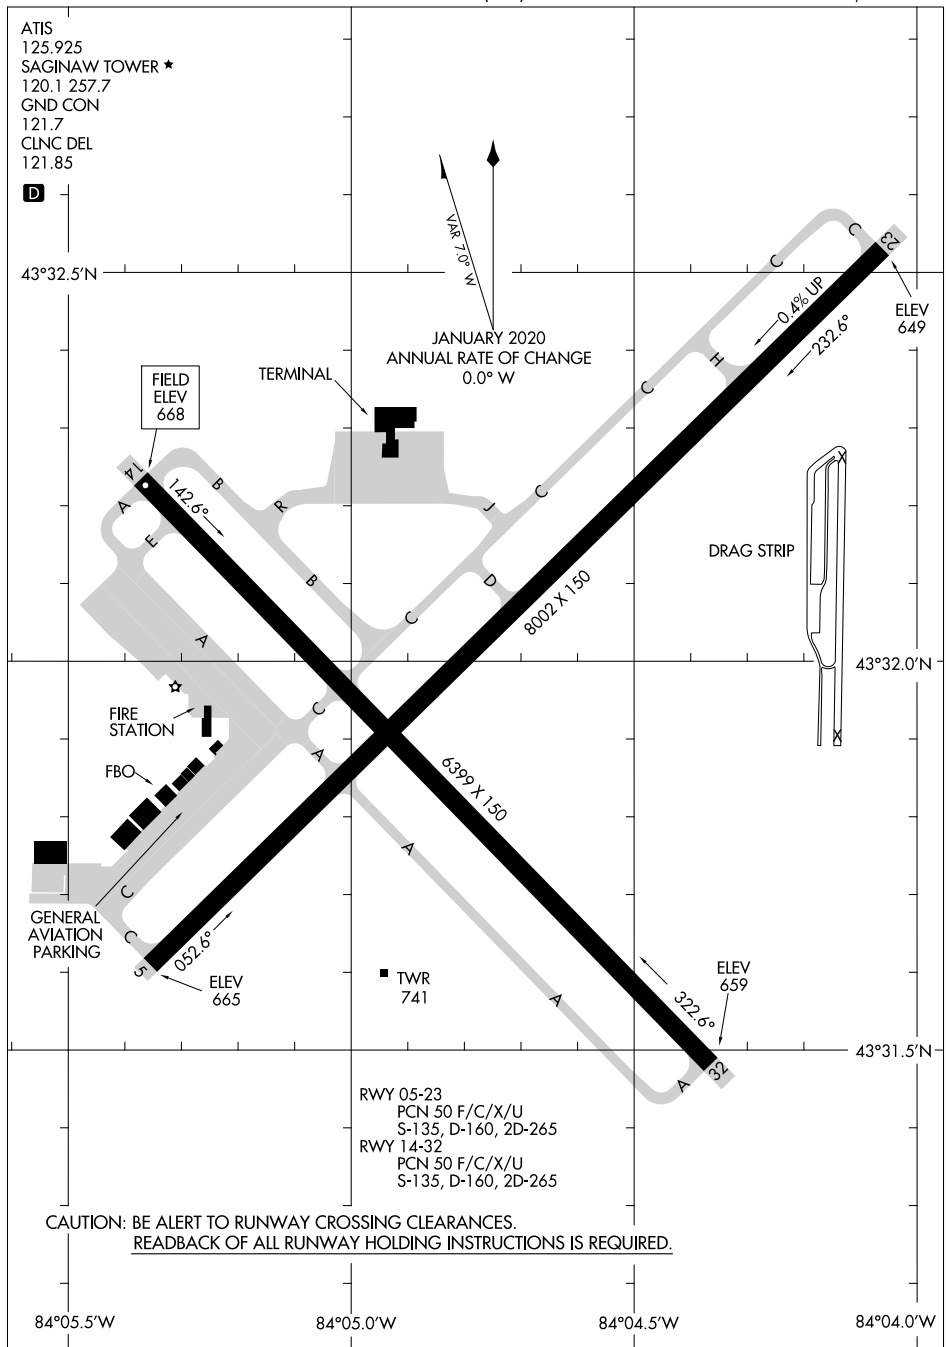 ATIS
125.925
SAGINAW TOWER ★
120.1 257.7
GND CON
121.7
CLNC DEL
121.85
D
VAR 7.0° W
JANUARY 2020
ANNUAL RATE OF CHANGE
0.0° W
43°32.5'N
C
23
C
ELEV
649
0.4% UP
232.6°
H
C
TERMINAL
FIELD
ELEV
668
14
142.6°
B
R
J
C
A
E
B
D
C
8002 X 150
DRAG STRIP
X
X
A
43°32.0'N
FIRE
STATION
C
A
FBO
6399 X 150
A
C
GENERAL
AVIATION
PARKING
C
5
052.6°
ELEV
665
TWR
741
A
ELEV
659
322.6°
32
A
43°31.5'N
RWY 05-23
PCN 50 F/C/X/U
S-135, D-160, 2D-265
RWY 14-32
PCN 50 F/C/X/U
S-135, D-160, 2D-265
CAUTION: BE ALERT TO RUNWAY CROSSING CLEARANCES.
READBACK OF ALL RUNWAY HOLDING INSTRUCTIONS IS REQUIRED.
84°05.5'W
84°05.0'W
84°04.5'W
84°04.0'W